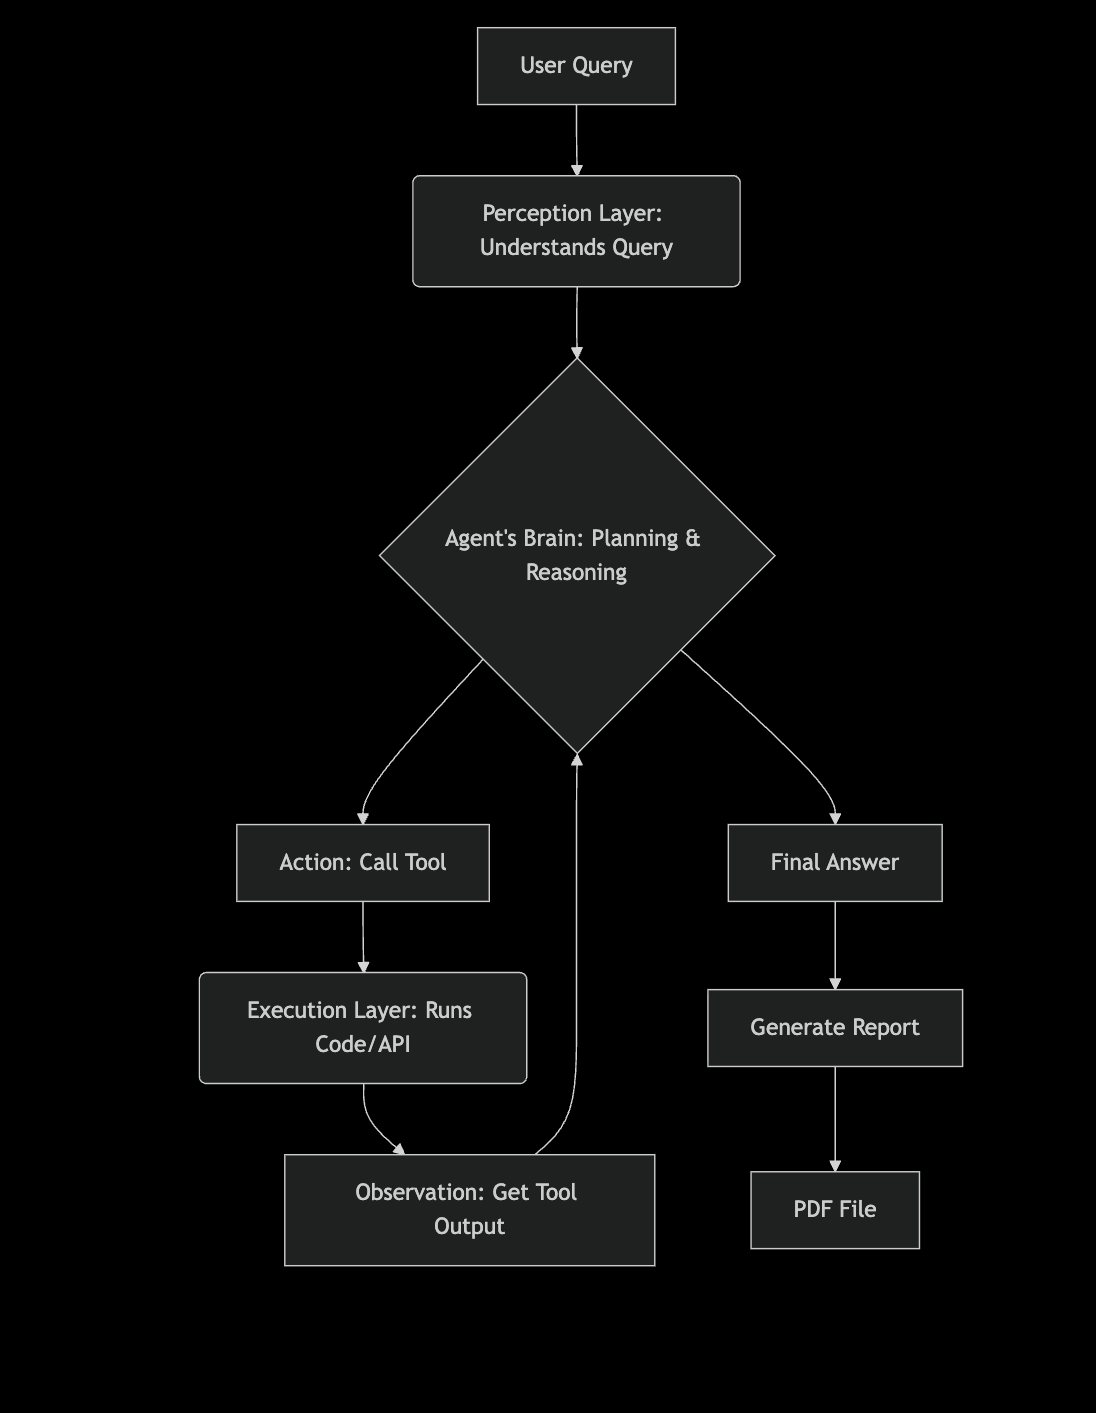 User Query
Perception Layer:
Understands Query
Agent's Brain: Planning &
Reasoning
Action: Call Tool
Final Answer
Execution Layer: Runs
Code/API
Generate Report
Observation: Get Tool
Output
PDF File